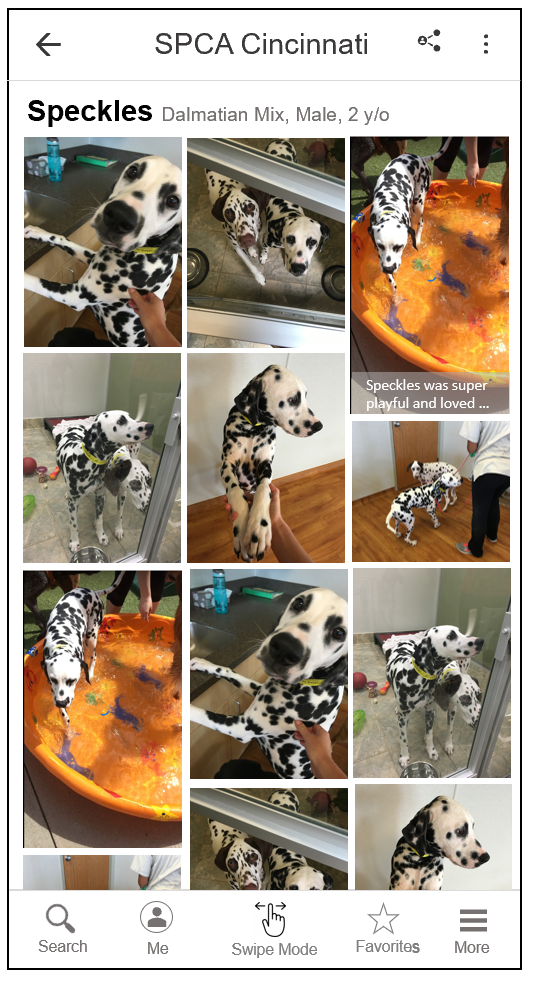 SPCA Cincinnati
Speckles Dalmatian Mix, Male, 2 y/o
Speckles was super
playful and loved ...
Search
Me
Swipe Mode
Favorites
More